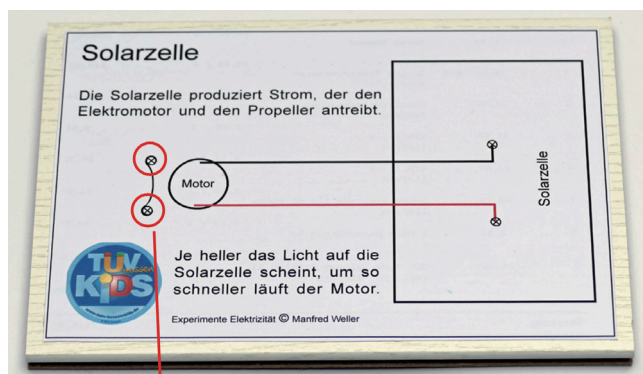 Solarzelle
Die Solarzelle produziert Strom, der den
Elektromotor und den Propeller antreibt.
Motor
Solarzelle
TÜV
HESSEN
KiDS
Je heller das Licht auf die
Solarzelle scheint, um so
schneller läuft der Motor.
Experimente Elektrizität © Manfred Weller